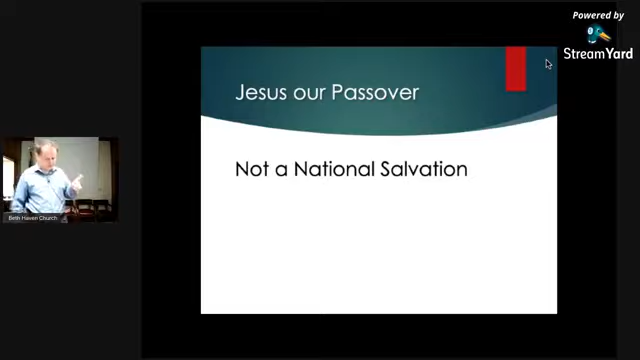 Powered by
StreamYard
Jesus our Passover
Not a National Salvation
Beth Haven Church